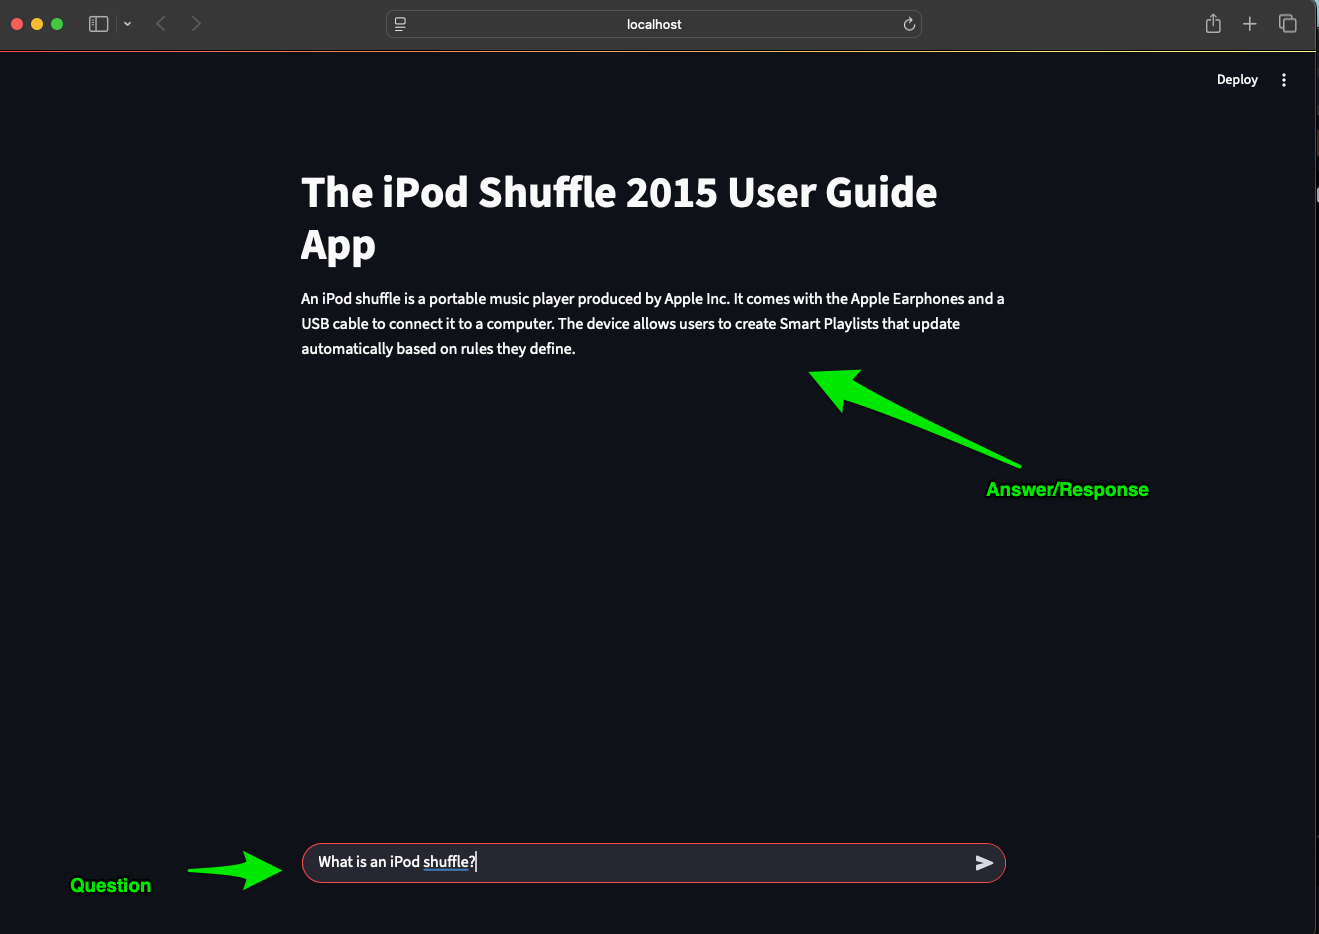 localhost
Deploy
The iPod Shuffle 2015 User Guide
App
An iPod shuffle is a portable music player produced by Apple Inc. It comes with the Apple Earphones and a
USB cable to connect it to a computer. The device allows users to create Smart Playlists that update
automatically based on rules they define.
Answer/Response
What is an iPod shuffle?
Question